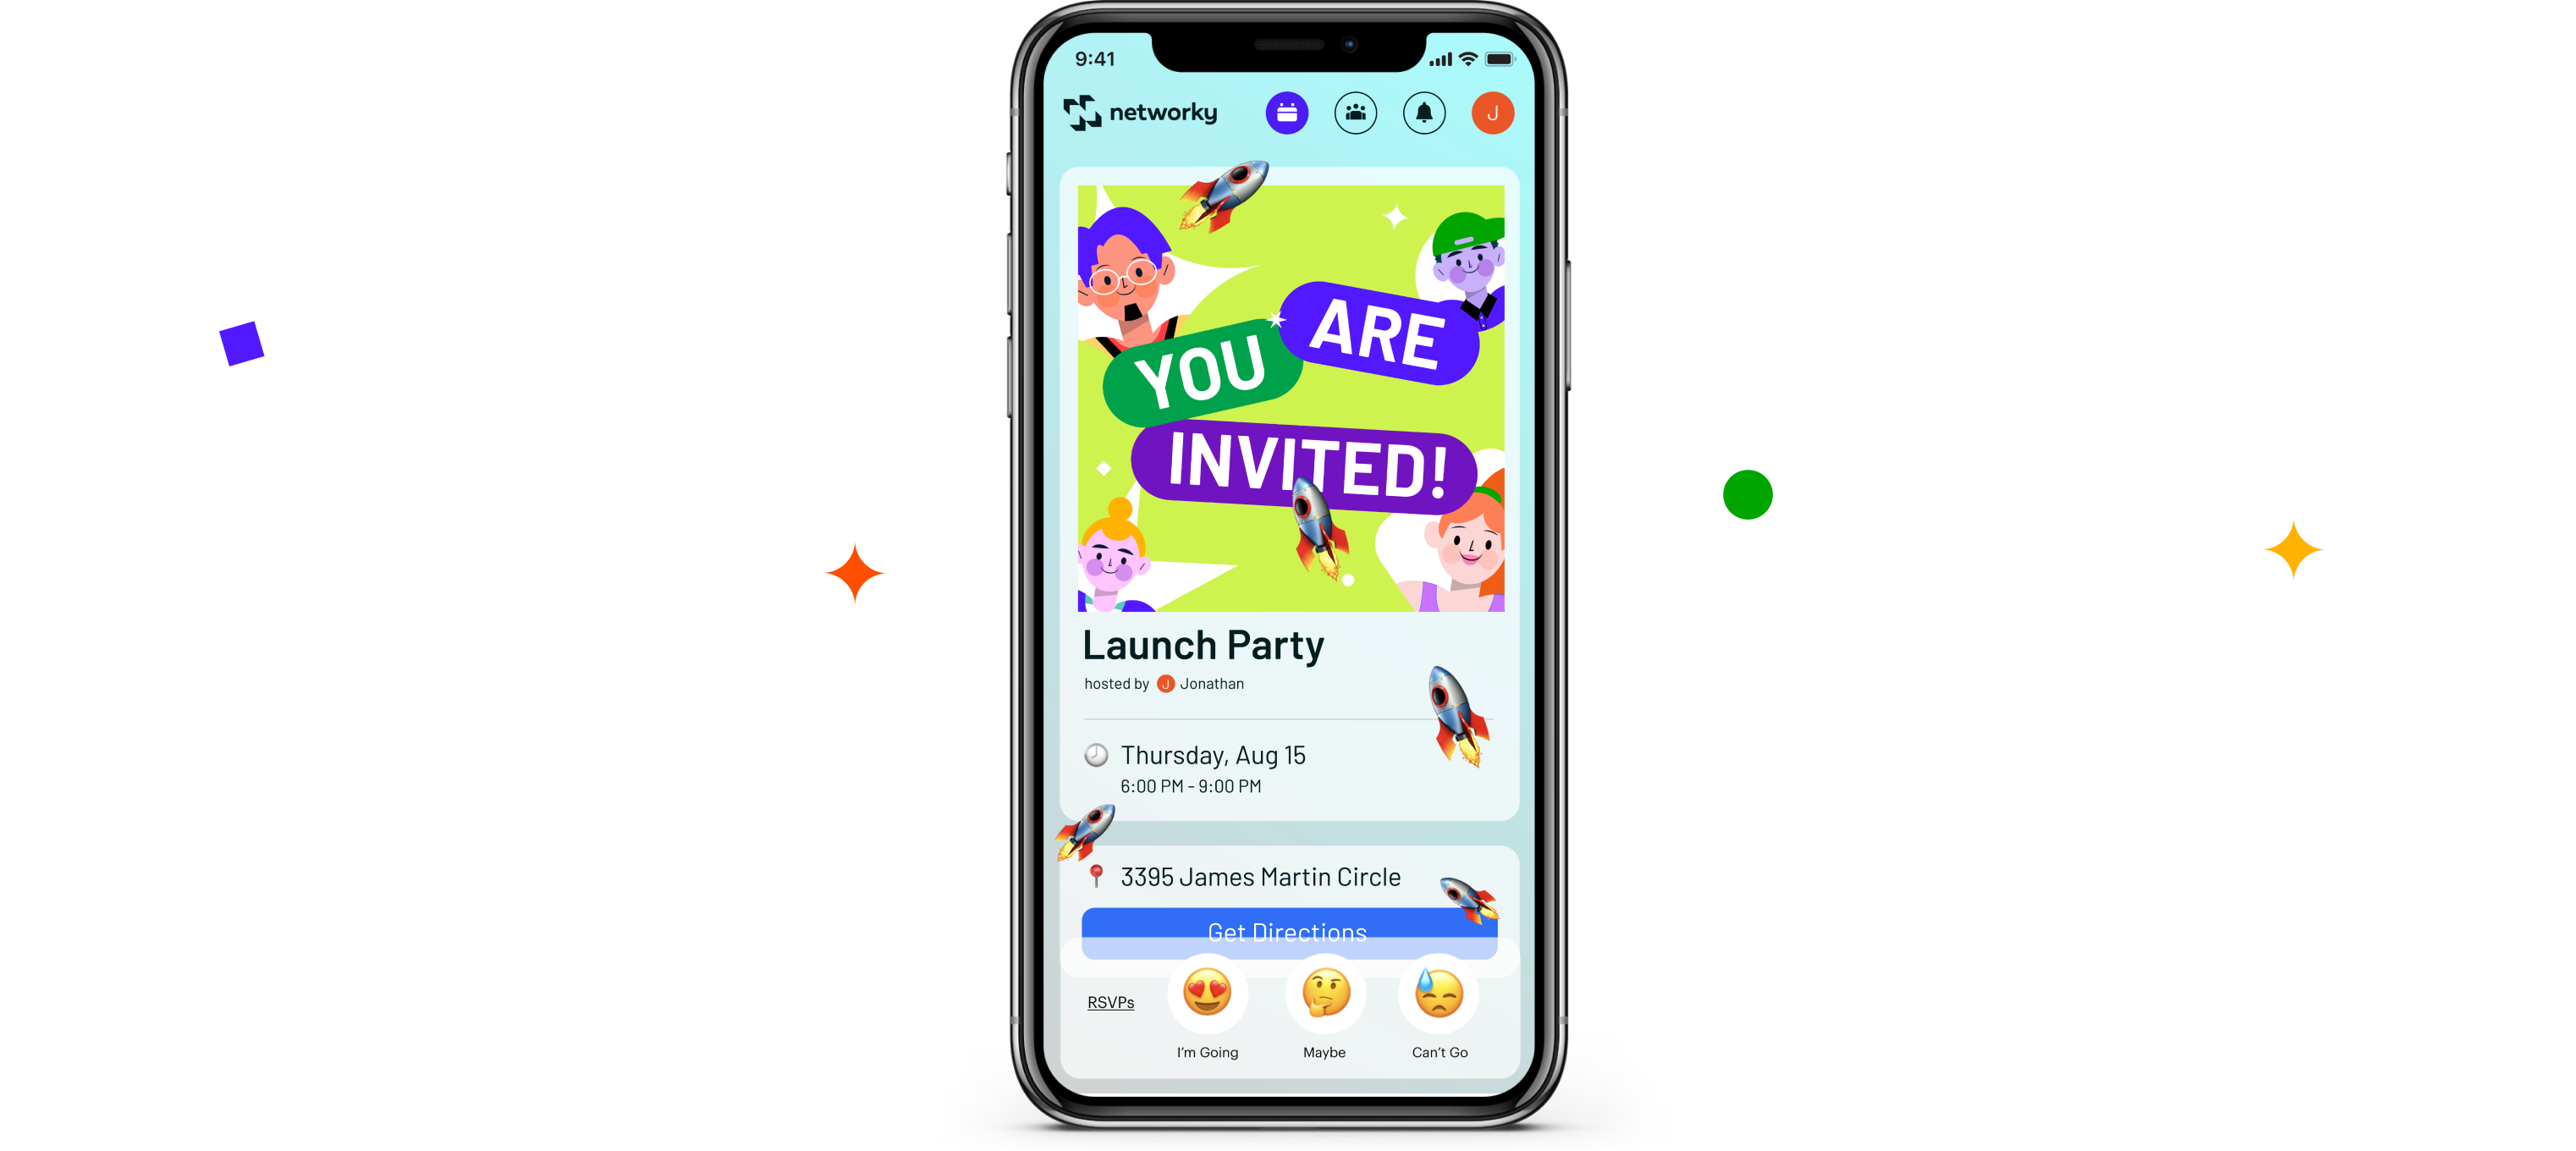 9:41
networky
J
YOU ARE
INVITED!
Launch Party
hosted by J Jonathan
Thursday, Aug 15
6:00 PM - 9:00 PM
3395 James Martin Circle
Get Directions
RSVPs
I'm Going
Maybe
Can't Go